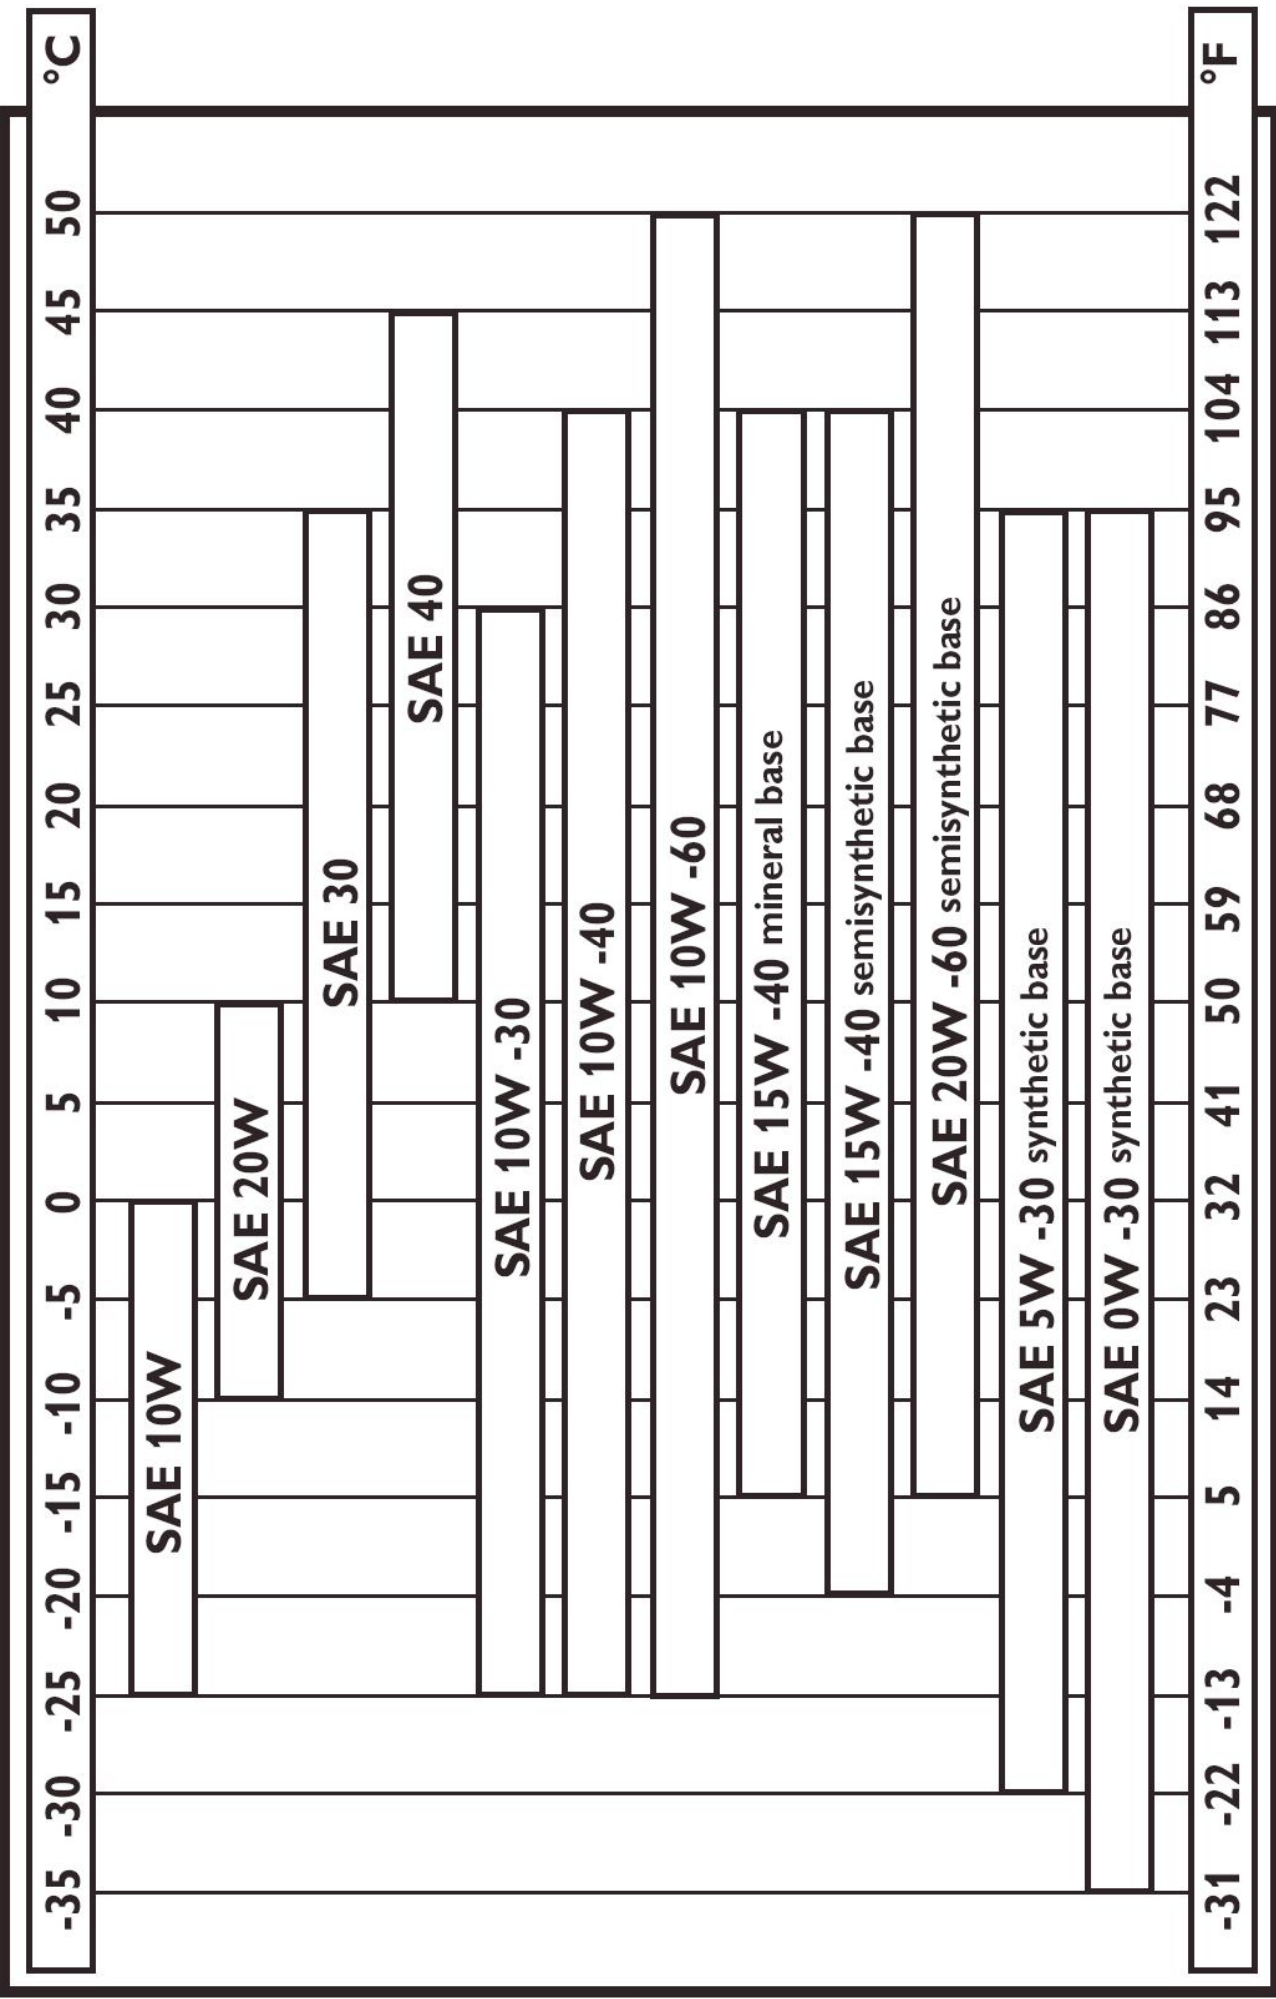 °C
-35 -30 -25 -20 -15 -10 -5 0 5 10 15 20 25 30 35 40 45 50
SAE 10W
SAE 20W
SAE 30
SAE 40
SAE 10W -30
SAE 10W -40
SAE 10W -60
SAE 15W -40 mineral base
SAE 15W -40 semisynthetic base
SAE 20W -60 semisynthetic base
SAE 5W -30 synthetic base
SAE 0W -30 synthetic base
-31 -22 -13 -4 5 14 23 32 41 50 59 68 77 86 95 104 113 122
°F